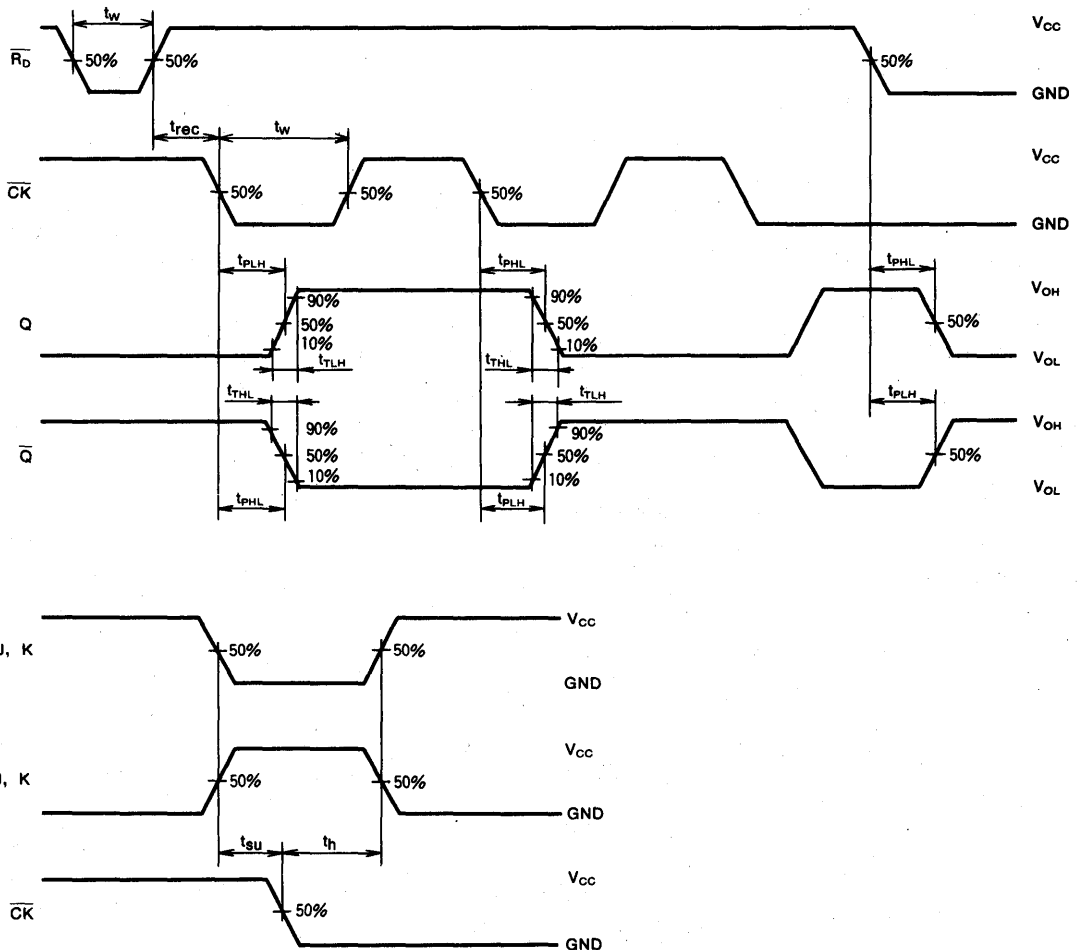 tw
VCC
RD
50%
50%
50%
GND
trec
tw
VCC
CK
50%
50%
50%
GND
tPLH
tPHL
tPHL
VOH
90%
90%
Q
50%
50%
50%
10%
10%
VOL
tTLH
tTHL
tPLH
tTHL
tTLH
VOH
90%
90%
Q
50%
50%
50%
10%
10%
VOL
tPHL
tPLH
VCC
J, K
50%
50%
GND
VCC
J, K
50%
50%
GND
tsu
th
VCC
CK
50%
GND